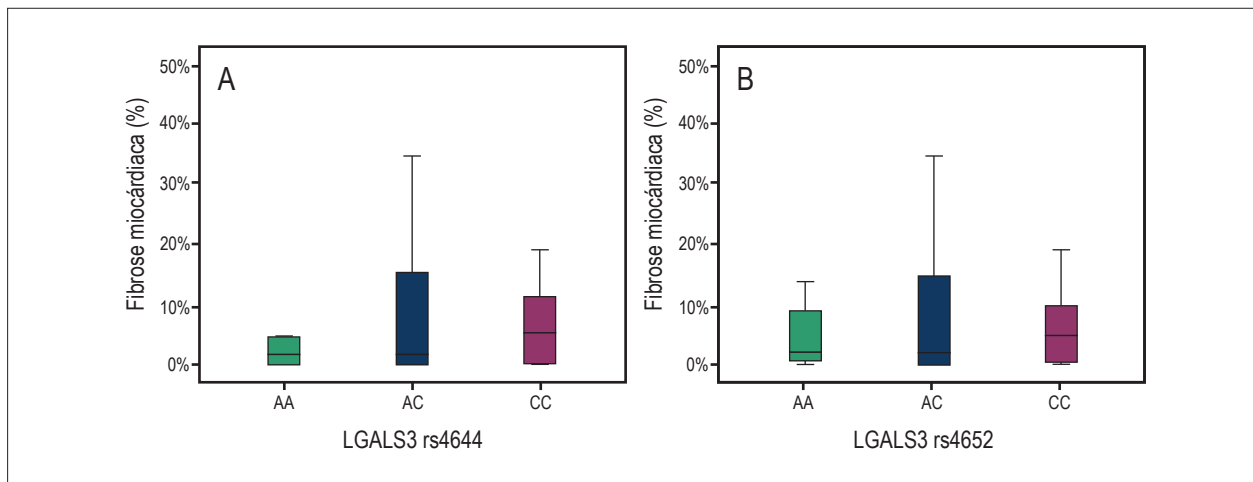 A
Fibrose miocárdiaca (%)
50%
40%
30%
20%
10%
0%
AA
AC
CC
LGALS3 rs4644
B
Fibrose miocárdiaca (%)
50%
40%
30%
20%
10%
0%
AA
AC
CC
LGALS3 rs4652